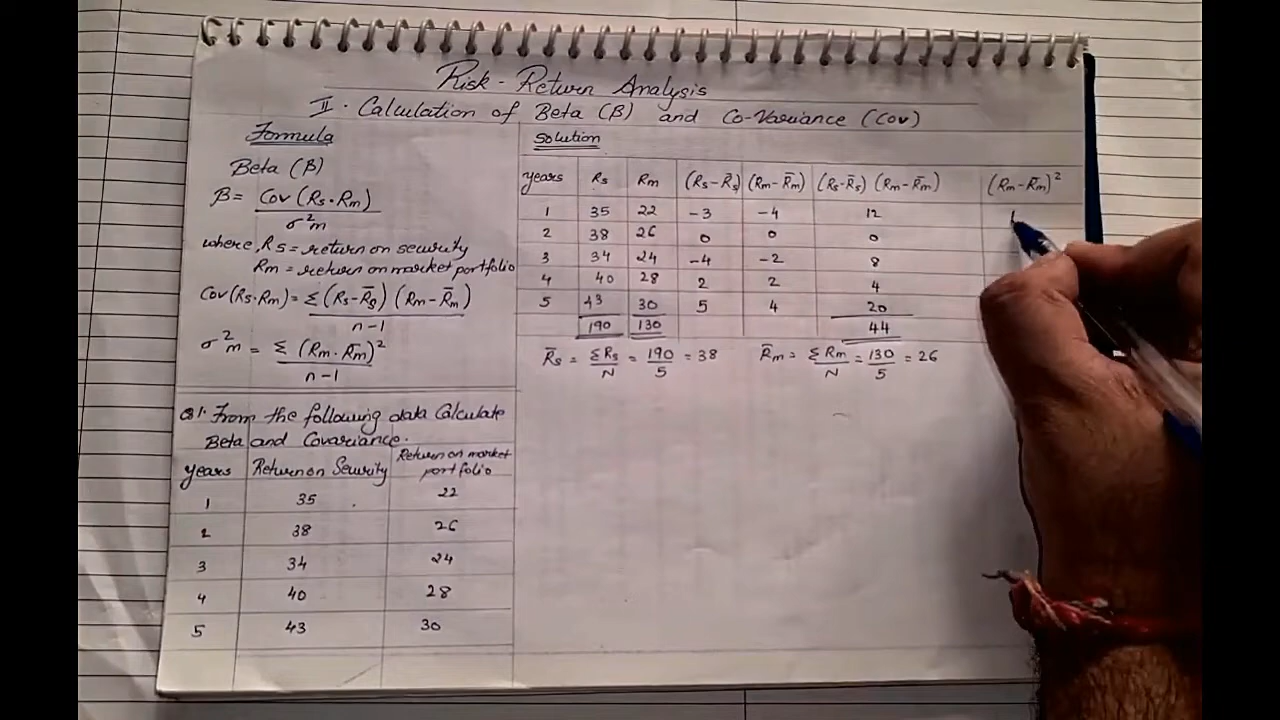 Risk-Return Analysis
II. Calculation of Beta (β) and Co-Variance (Cov)
Formula
Beta (β)
β = Cov (Rs·Rm)
σ²m
where, Rs = return on security
Rm = return on market portfolio
Cov (Rs·Rm) = Σ (Rs-R̅s) (Rm-R̅m)
n-1
σ²m = Σ (Rm·R̅m)²
n-1
Q1. From the following data Calculate
Beta and Covariance.
years Return on Security Return on market portfolio
1 35 22
2 38 26
3 34 24
4 40 28
5 43 30
Solution
years Rs Rm (Rs-R̅s) (Rm-R̅m) (Rs-R̅s) (Rm-R̅m) (Rm-R̅m)²
1 35 22 -3 -4 12 1
2 38 26 0 0 0
3 34 24 -4 -2 8
4 40 28 2 2 4
5 43 30 5 4 20
190 130 44
R̅s = ΣRs/N = 190/5 = 38 R̅m = ΣRm/N = 130/5 = 26